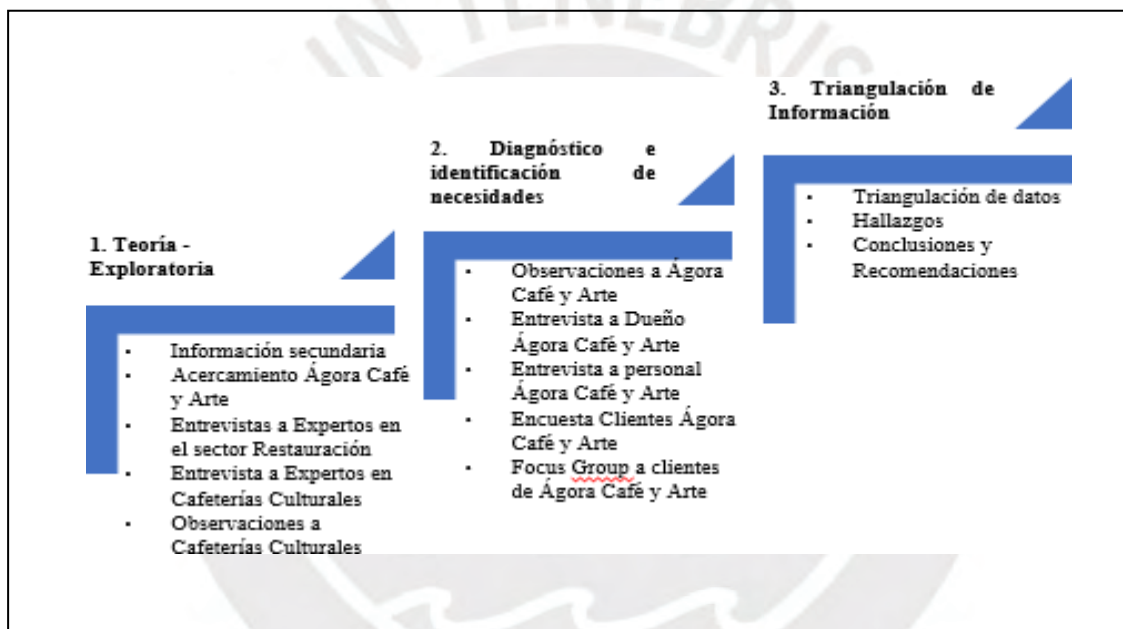 IN TENEBRIS
1. Teoría -
Exploratoria
▪ Información secundaria
▪ Acercamiento Ágora Café
y Arte
▪ Entrevistas a Expertos en
el sector Restauración
▪ Entrevista a Expertos en
Cafeterías Culturales
▪ Observaciones a
Cafeterías Culturales
2. Diagnóstico e
identificación de
necesidades
▪ Observaciones a Ágora
Café y Arte
▪ Entrevista a Dueño
Ágora Café y Arte
▪ Entrevista a personal
Ágora Café y Arte
▪ Encuesta Clientes Ágora
Café y Arte
▪ Focus Group a clientes
de Ágora Café y Arte
3. Triangulación de
Información
▪ Triangulación de datos
▪ Hallazgos
▪ Conclusiones y
Recomendaciones